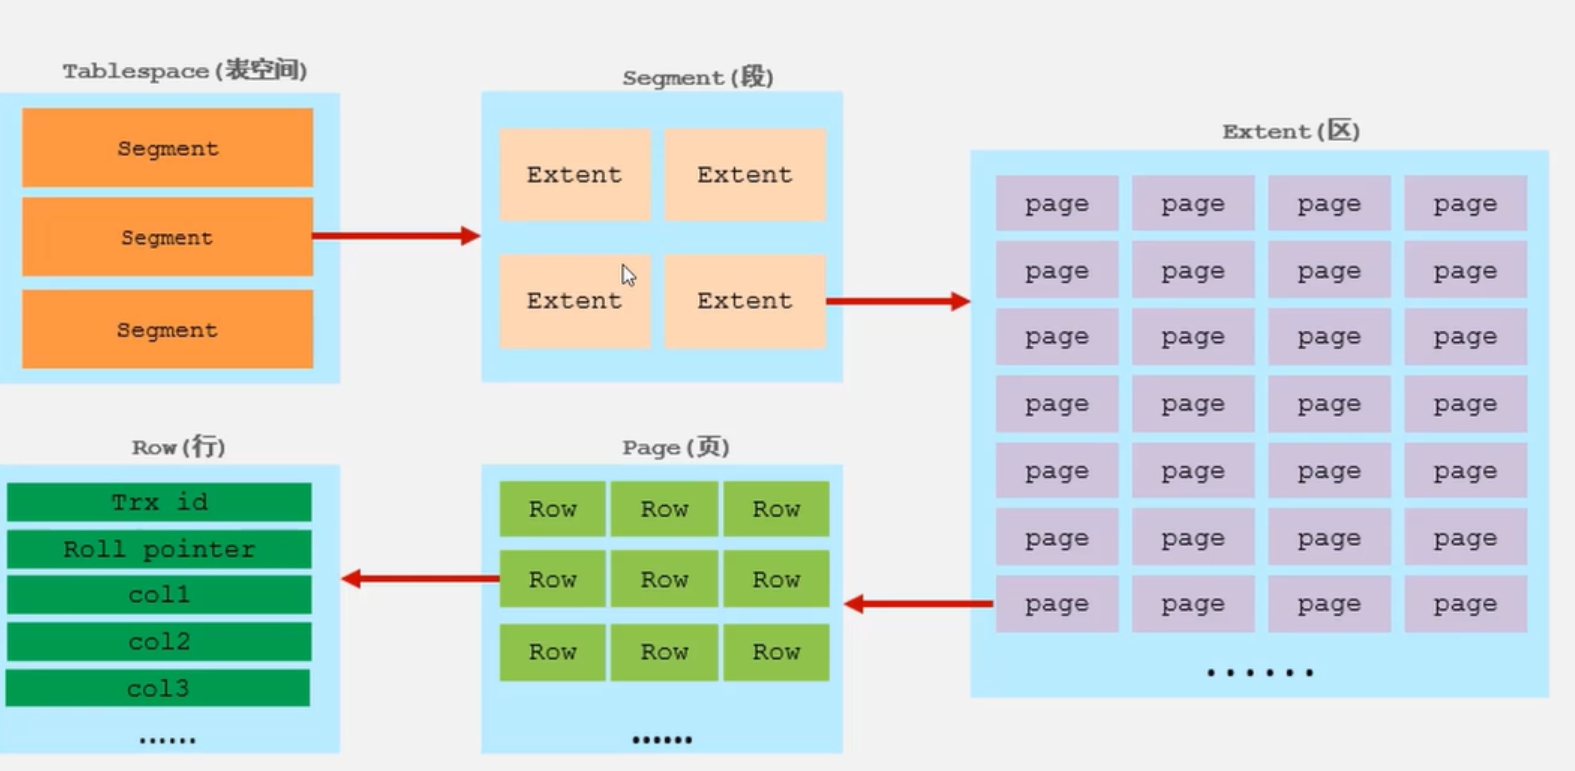 Tablespace(表空间)
Segment
Segment
Segment
Segment(段)
Extent Extent
Extent Extent
Extent(区)
page page page page
page page page page
page page page page
page page page page
page page page page
page page page page
page page page page
......
Page(页)
Row Row Row
Row Row Row
Row Row Row
......
Row(行)
Trx id
Roll pointer
col1
col2
col3
......